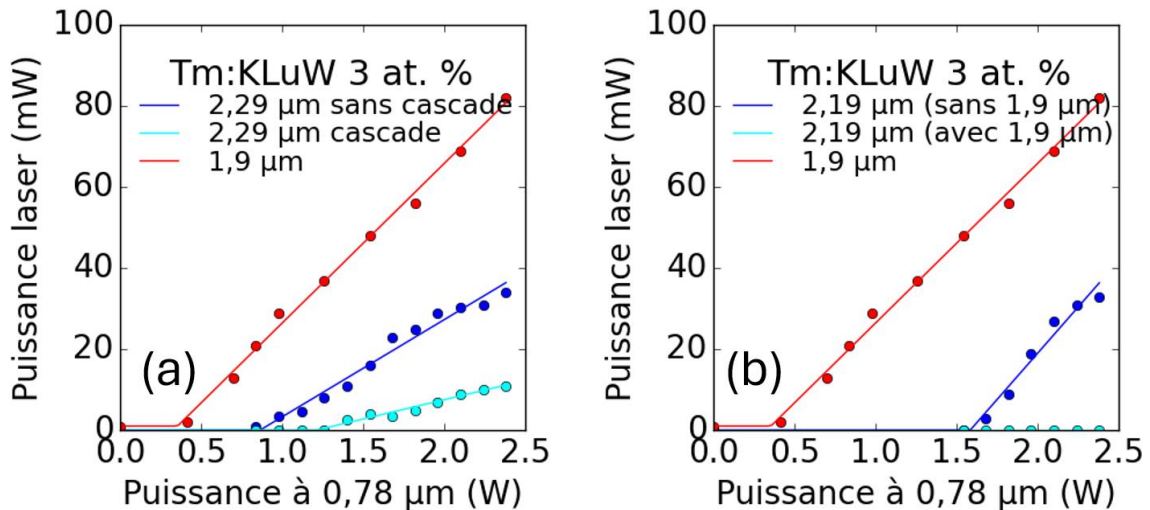 Puissance laser (mW)
100
80
60
40
20
0
Tm:KLuW 3 at. %
2,29 µm sans cascade
2,29 µm cascade
1,9 µm
(a)
0.0 0.5 1.0 1.5 2.0 2.5
Puissance à 0,78 µm (W)
Puissance laser (mW)
100
80
60
40
20
0
Tm:KLuW 3 at. %
2,19 µm (sans 1,9 µm)
2,19 µm (avec 1,9 µm)
1,9 µm
(b)
0.0 0.5 1.0 1.5 2.0 2.5
Puissance à 0,78 µm (W)